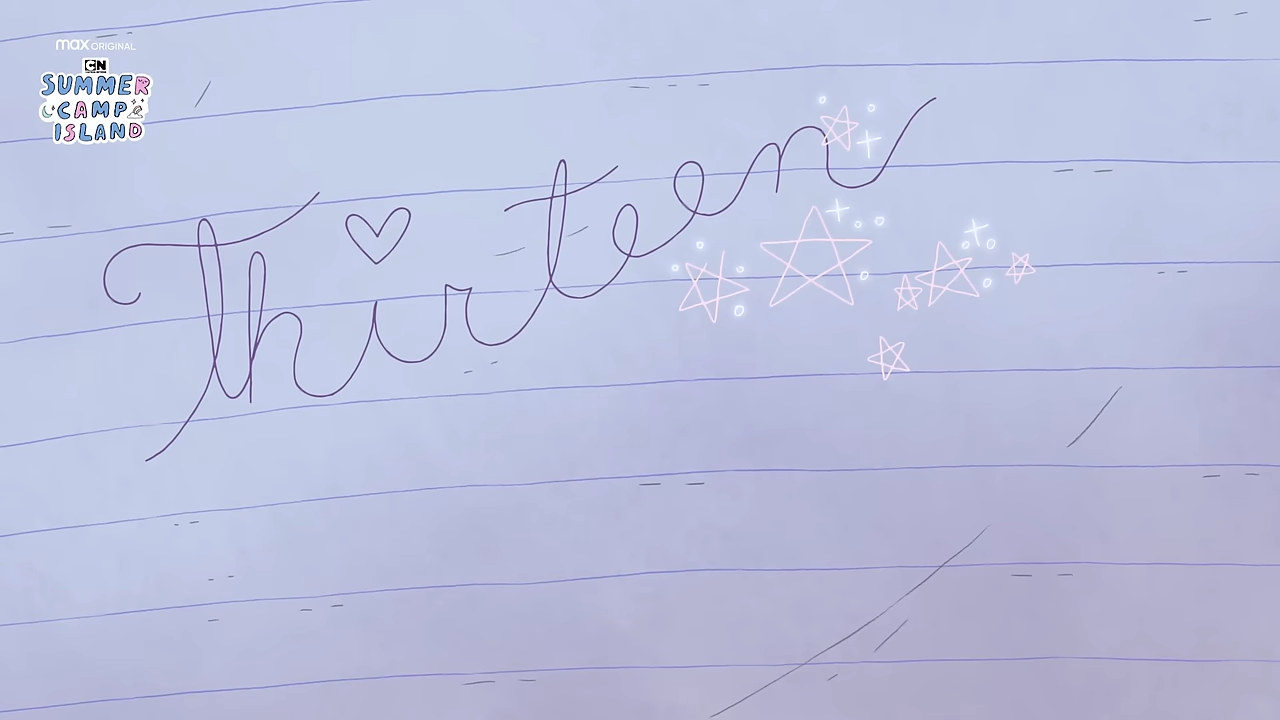 max ORIGINAL
CN
SUMMER
CAMP
ISLAND
Thirteen